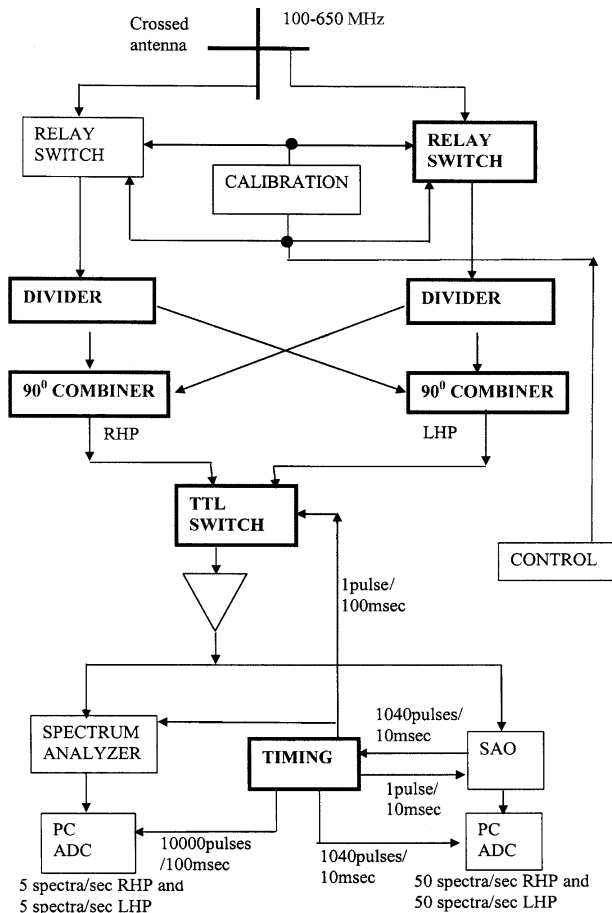 100-650 MHz
Crossed
antenna
RELAY
SWITCH
RELAY
SWITCH
CALIBRATION
DIVIDER
DIVIDER
90⁰ COMBINER
90⁰ COMBINER
RHP
LHP
TTL
SWITCH
CONTROL
1pulse/
100msec
SPECTRUM
ANALYZER
TIMING
1040pulses/
10msec
SAO
1pulse/
10msec
PC
ADC
10000pulses
/100msec
1040pulses/
10msec
PC
ADC
5 spectra/sec RHP and
5 spectra/sec LHP
50 spectra/sec RHP and
50 spectra/sec LHP